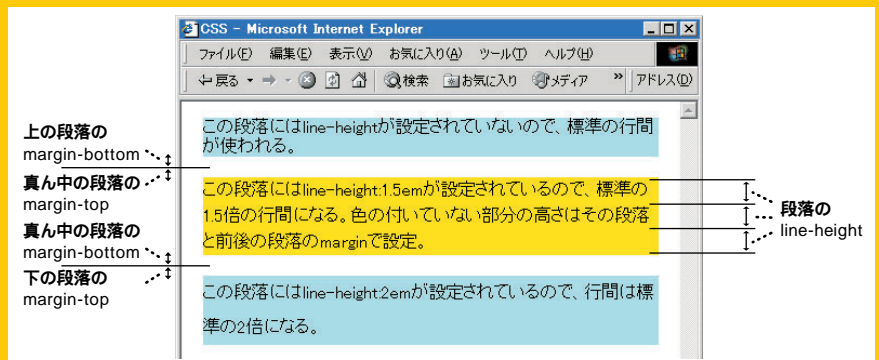 CSS - Microsoft Internet Explorer
ファイル(F) 編集(E) 表示(V) お気に入り(A) ツール(T) ヘルプ(H)
戻る 検索 お気に入り メディア » アドレス(D)
この段落にはline-heightが設定されていないので、標準の行間
が使われる。
上の段落の
margin-bottom
真ん中の段落の
margin-top
この段落にはline-height:1.5emが設定されているので、標準の
1.5倍の行間になる。色の付いていない部分の高さはその段落
と前後の段落のmarginで設定。
段落の
line-height
真ん中の段落の
margin-bottom
下の段落の
margin-top
この段落にはline-height:2emが設定されているので、行間は標
準の2倍になる。